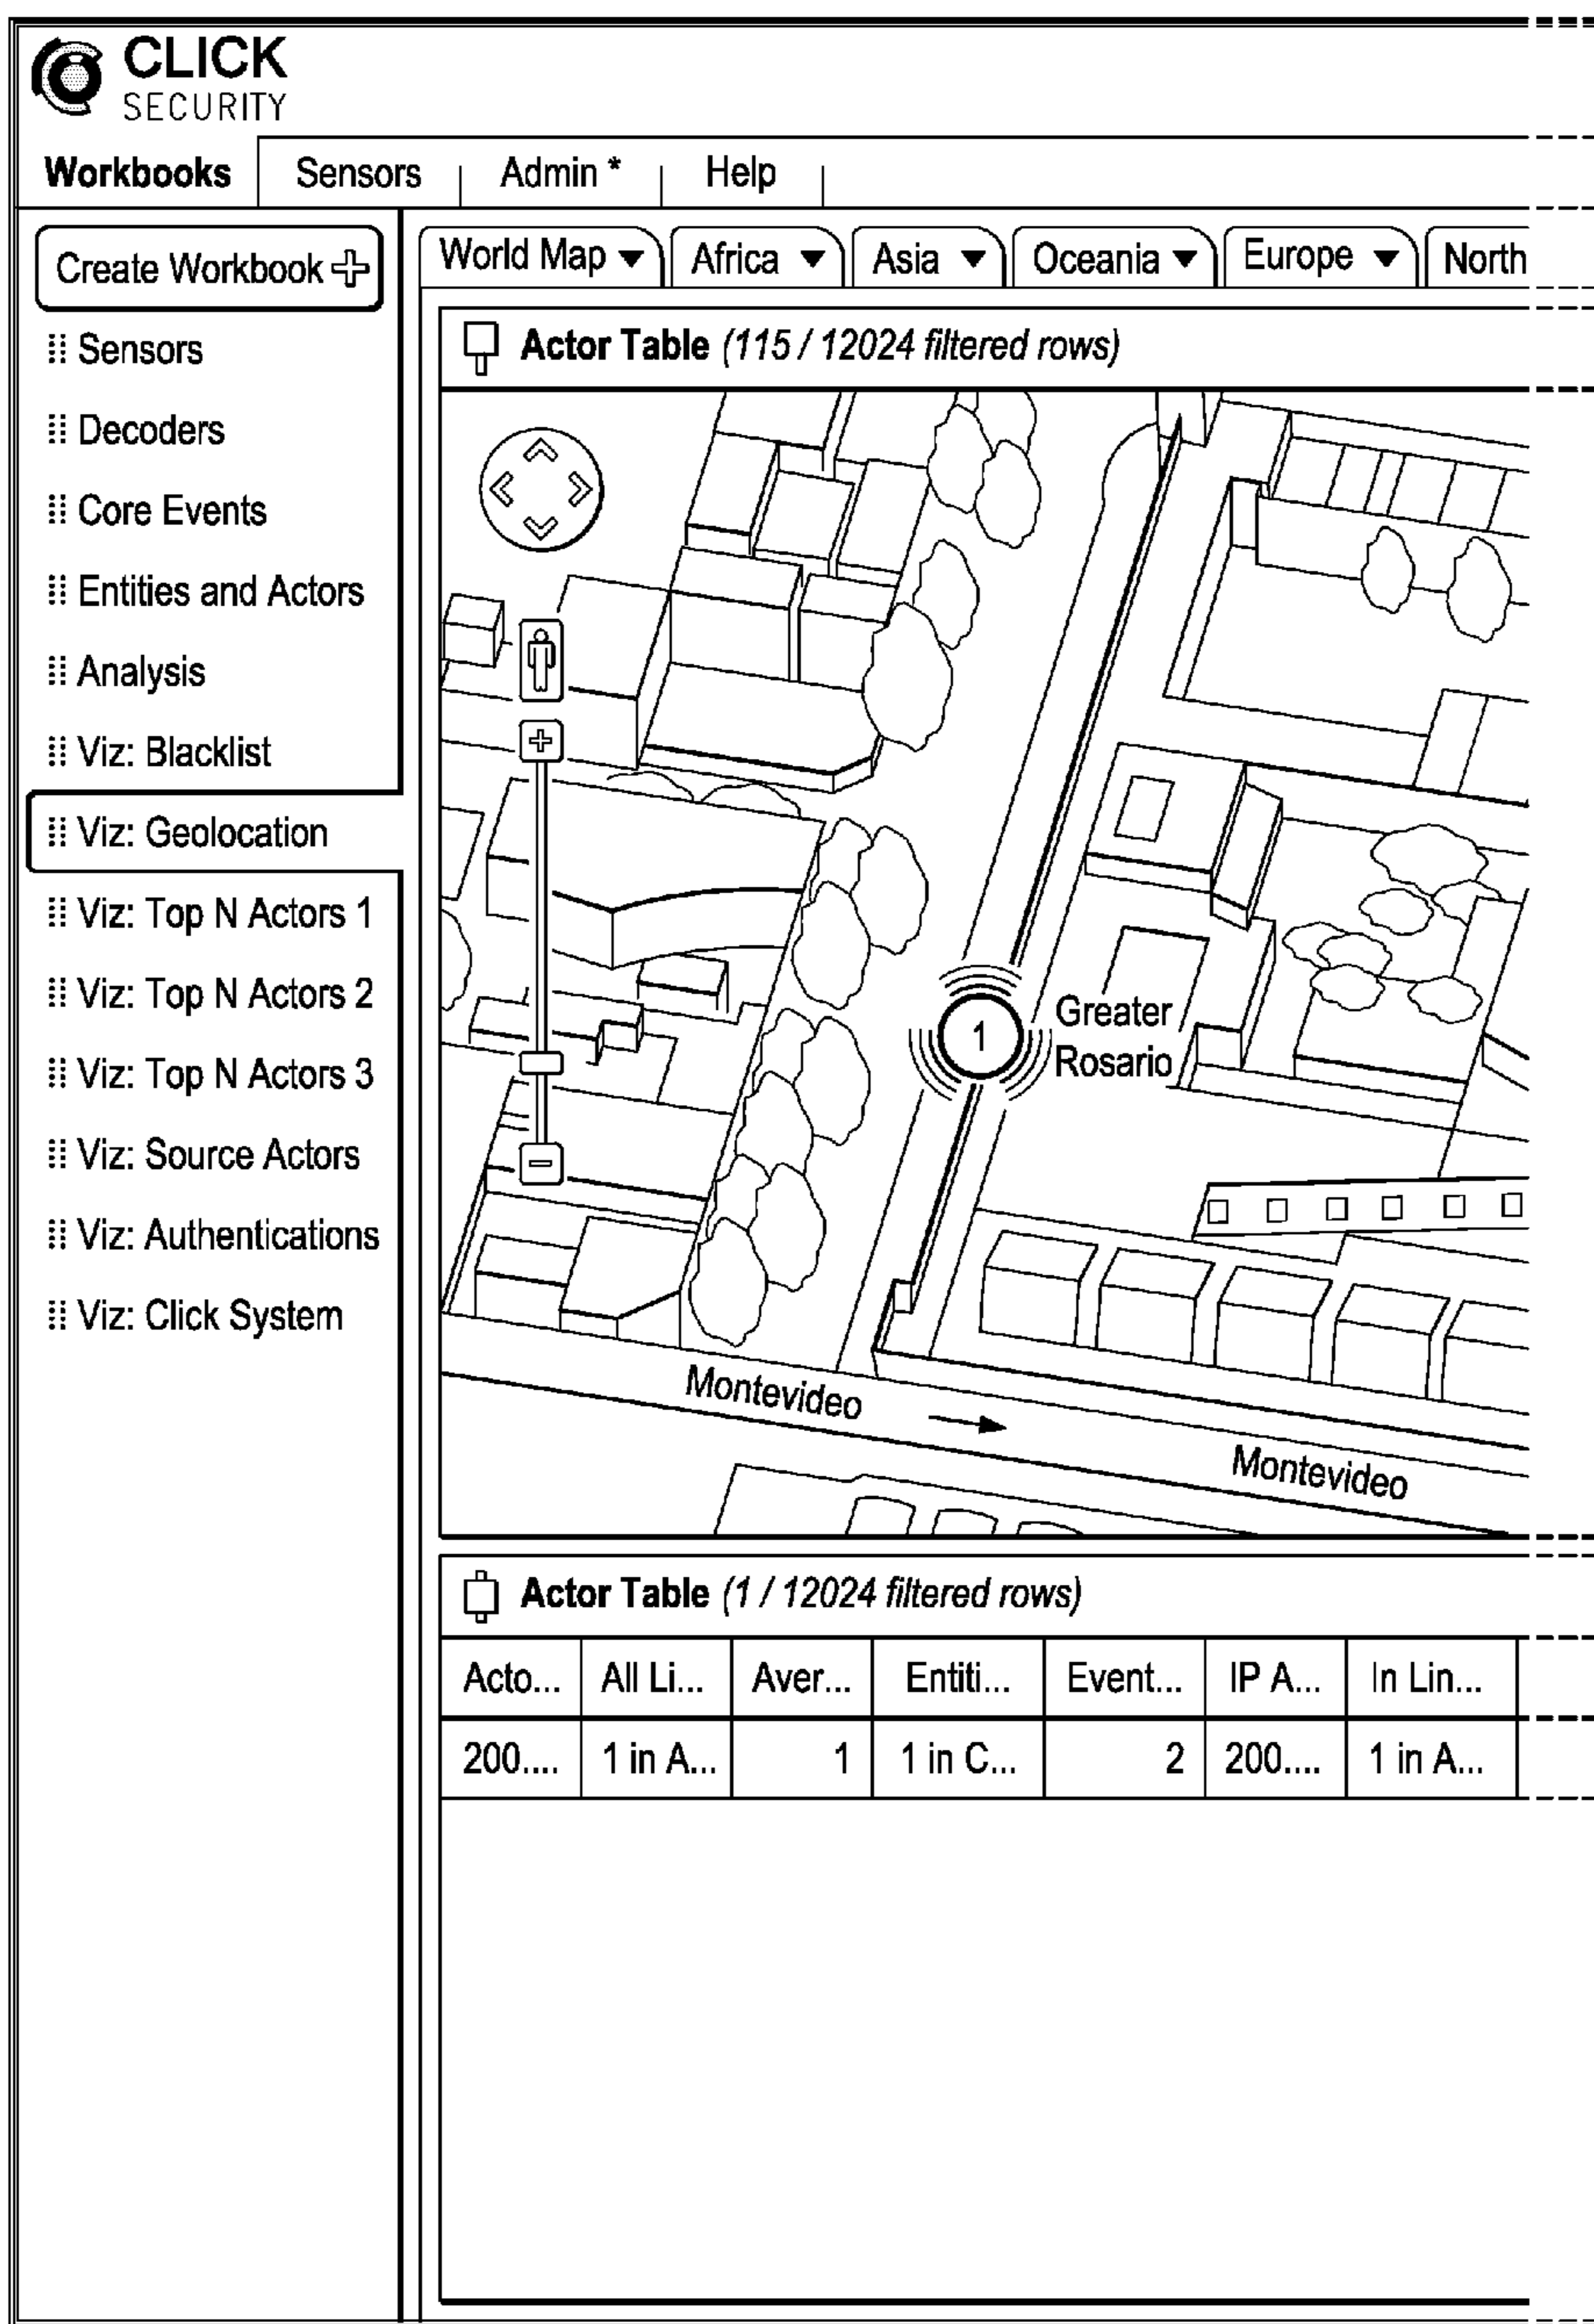 CLICK
SECURITY
Workbooks Sensors Admin * Help
Create Workbook
Sensors
Decoders
Core Events
Entities and Actors
Analysis
Viz: Blacklist
Viz: Geolocation
Viz: Top N Actors 1
Viz: Top N Actors 2
Viz: Top N Actors 3
Viz: Source Actors
Viz: Authentications
Viz: Click System
World Map Africa Asia Oceania Europe North
Actor Table (115 / 12024 filtered rows)
1
Greater
Rosario
Montevideo
Montevideo
Actor Table (1 / 12024 filtered rows)
Acto... All Li... Aver... Entiti... Event... IP A... In Lin...
200.... 1 in A... 1 1 in C... 2 200.... 1 in A...